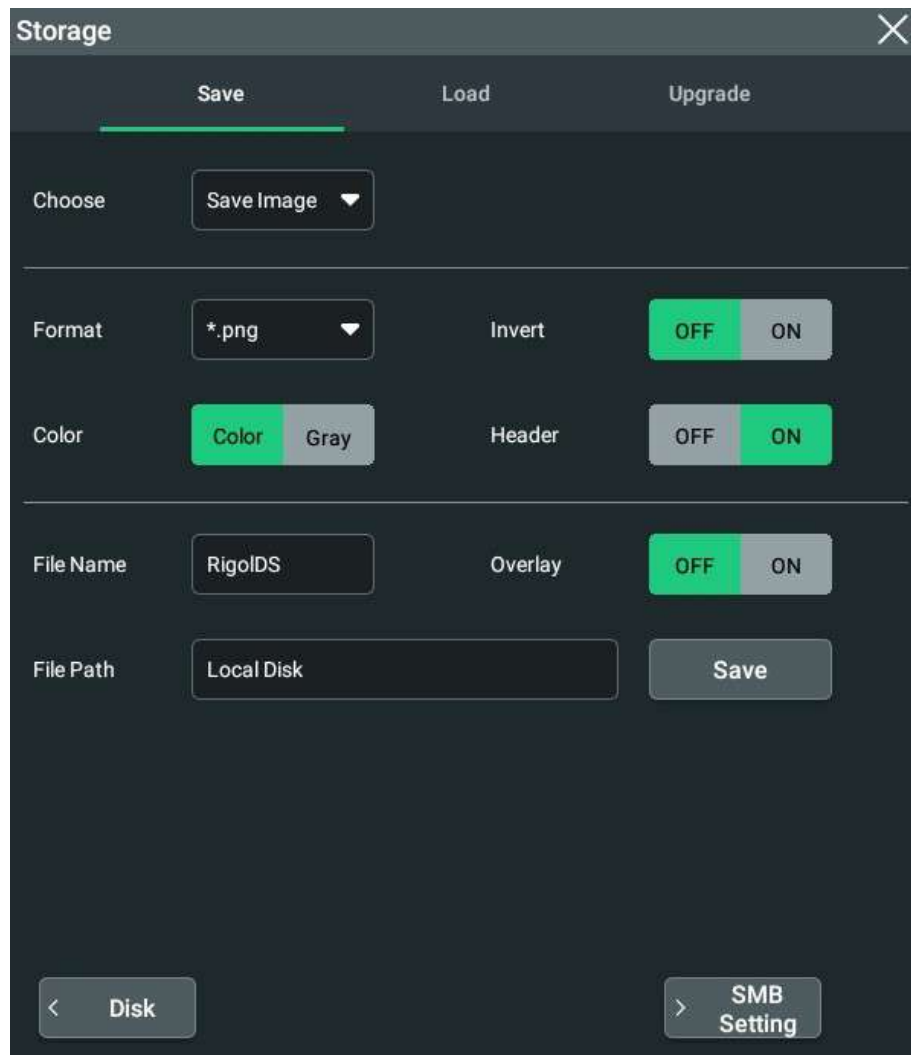 Storage
Save Load Upgrade
Choose Save Image
Format *.png Invert OFF ON
Color Color Gray Header OFF ON
File Name RigolDS Overlay OFF ON
File Path Local Disk Save
< Disk
> SMB
Setting